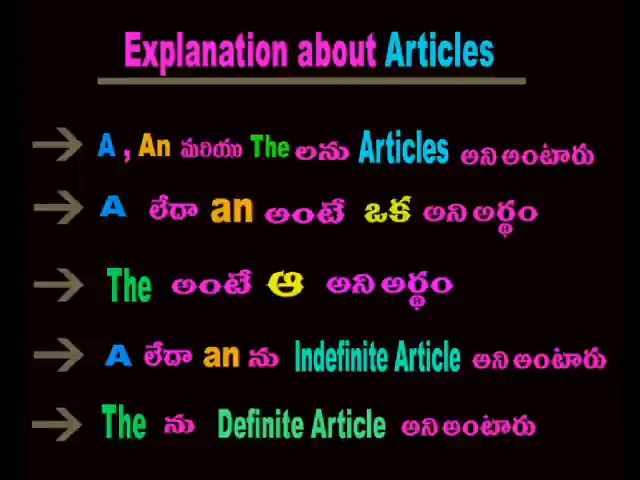 Explanation about Articles
A , An మరియు The లను Articles అని అంటారు
A లేదా an అంటే ఒక అని అర్థం
The అంటే ఆ అని అర్థం
A లేదా an ను Indefinite Article అని అంటారు
The ను Definite Article అని అంటారు